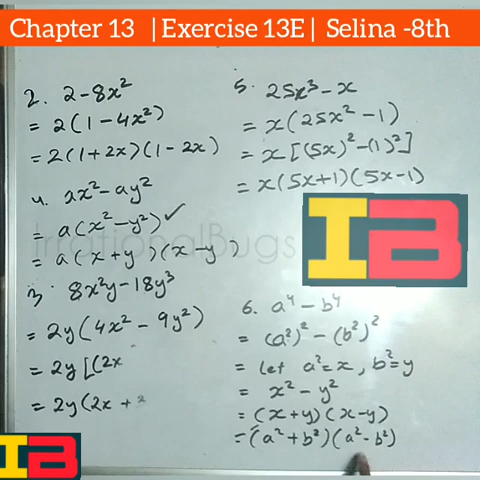 Chapter 13 | Exercise 13E | Selina -8th
2. 2-8x²
= 2(1-4x²)
= 2(1+2x)(1-2x)
4. ax²-ay²
= a(x²-y²) ✓
= a(x+y)(x-y)
3. 8x²y-18y³
= 2y(4x²-9y²)
= 2y[(2x
= 2y(2x +
5. 25x³-x
= x(25x²-1)
= x[(5x)²-(1)²]
= x(5x+1)(5x-1)
IB
6. a⁴-b⁴
= (a²)²-(b²)²
= let a²=x, b²=y
= x²-y²
= (x+y)(x-y)
= (a²+b²)(a²-b²)
IrrationalBugs
IB